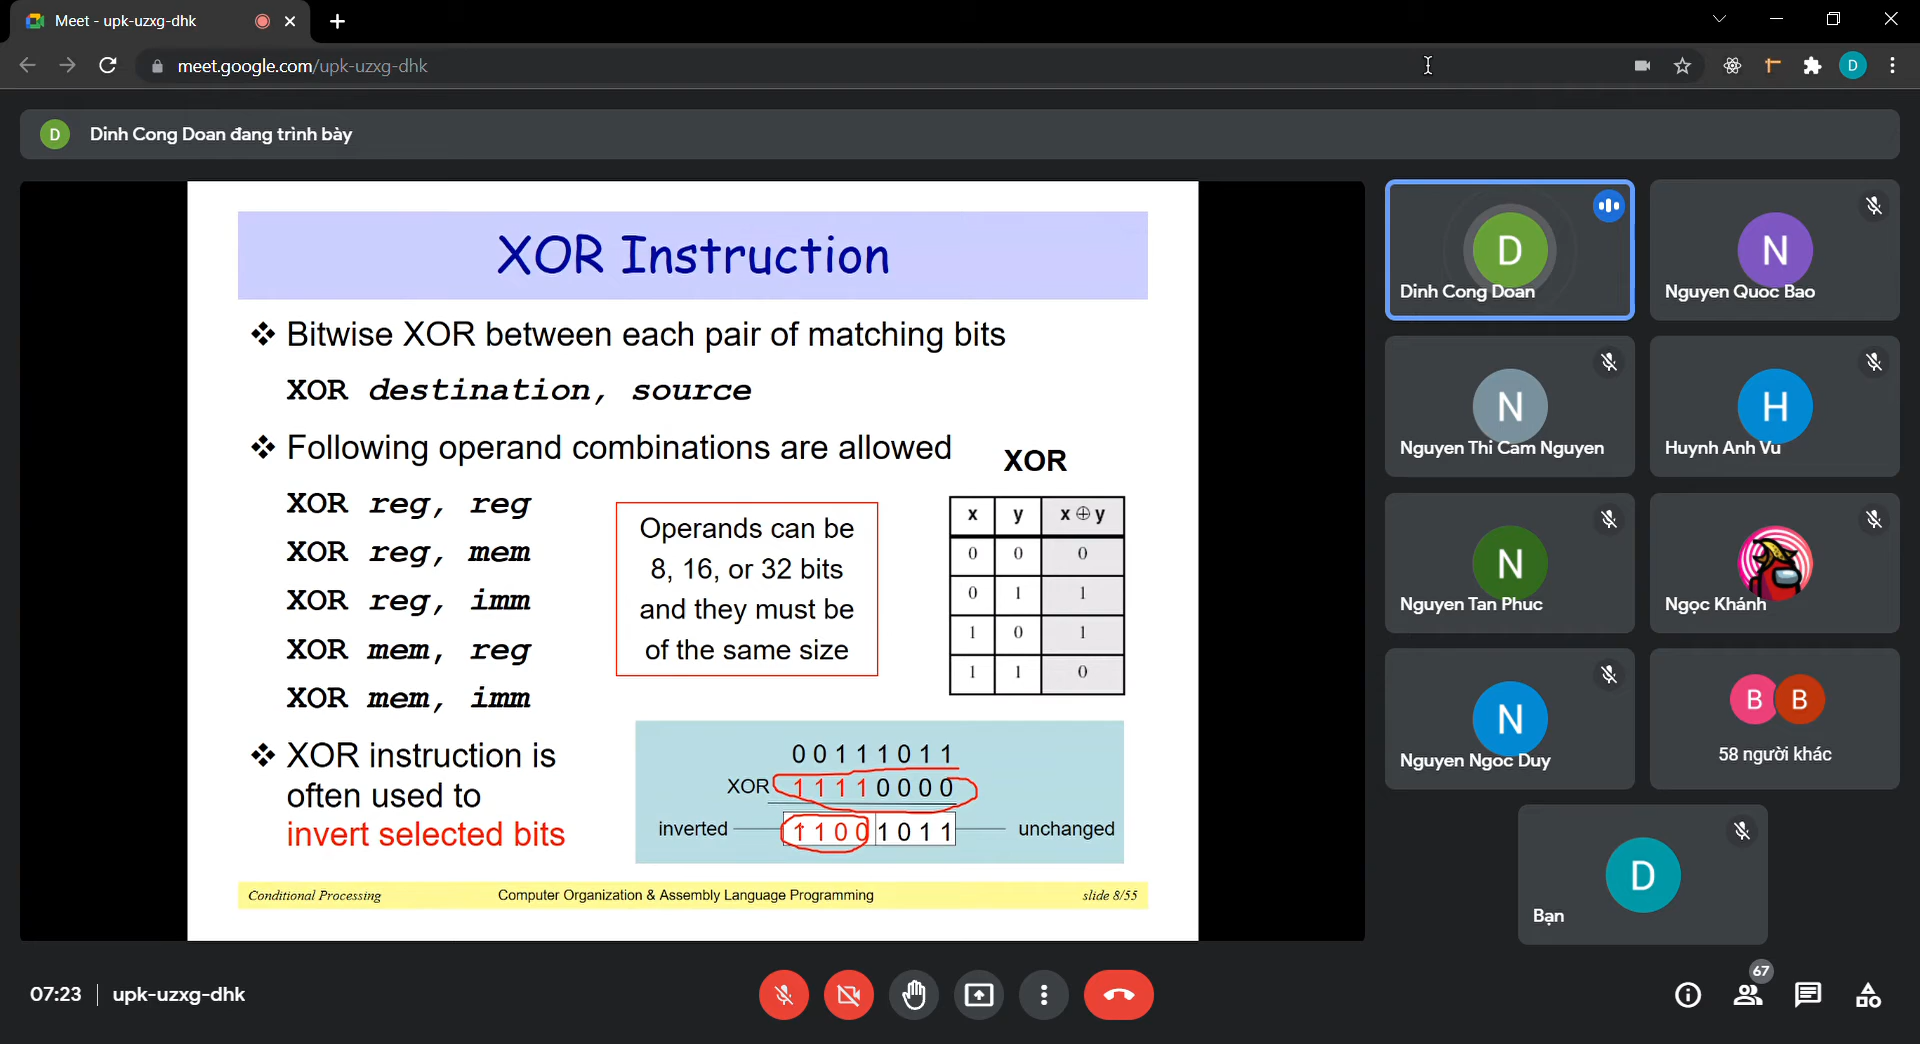 Meet - upk-uzxg-dhk
meet.google.com/upk-uzxg-dhk
D
D
Dinh Cong Doan đang trình bày
XOR Instruction
❖ Bitwise XOR between each pair of matching bits
XOR destination, source
❖ Following operand combinations are allowed
XOR reg, reg
XOR reg, mem
XOR reg, imm
XOR mem, reg
XOR mem, imm
Operands can be
8, 16, or 32 bits
and they must be
of the same size
XOR
x y x ⊕ y
0 0 0
0 1 1
1 0 1
1 1 0
❖ XOR instruction is
often used to
invert selected bits
0 0 1 1 1 0 1 1
XOR 1 1 1 1 0 0 0 0
inverted 1 1 0 0 1 0 1 1 unchanged
Conditional Processing Computer Organization & Assembly Language Programming slide 8/55
D
Dinh Cong Doan
N
Nguyen Quoc Bao
N
Nguyen Thi Cam Nguyen
H
Huynh Anh Vu
N
Nguyen Tan Phuc
Ngọc Khánh
N
Nguyen Ngoc Duy
B B
58 người khác
D
Bạn
07:23 | upk-uzxg-dhk
67